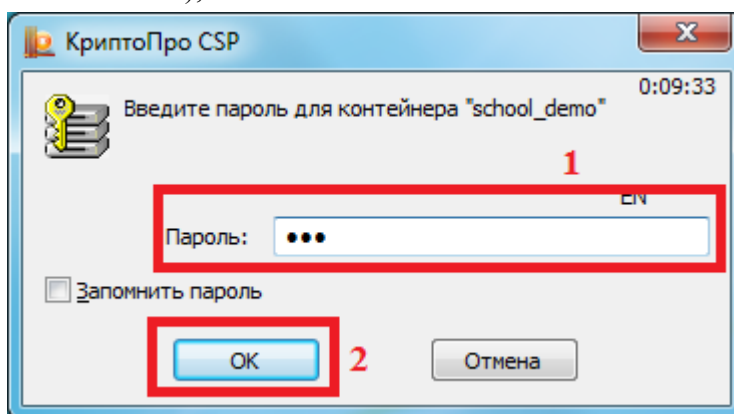 КриптоПро CSP
0:09:33
Введите пароль для контейнера "school_demo"
1
EN
Пароль: •••
Запомнить пароль
OK 2 Отмена